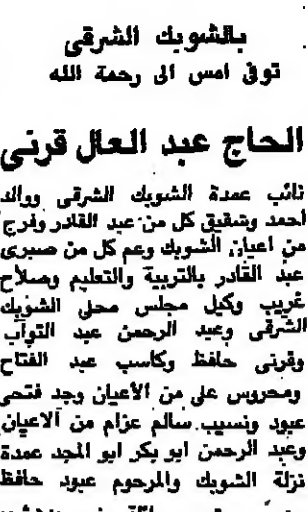 بالشوبك الشرقى
توفى امس الى رحمة الله
الحاج عبد العال قرنى
نائب عمدة الشوبك الشرقى ووالد
احمد وشقيق كل من عبد القادر وفرج
من اعيان الشوبك وعم كل من صبرى
عبد القادر بالتربية والتعليم وصلاح
غريب وكيل مجلس محلى الشوبك
الشرقى وعبد الرحمن عبد التواب
وقرنى حافظ وكاسب عبد الفتاح
ومحروس على من الأعيان وجد فتحى
عبود ونسيب سالم عزام من الاعيان
وعبد الرحمن ابو بكر ابو المجد عمدة
نزلة الشوبك والمرحوم عبود حافظ